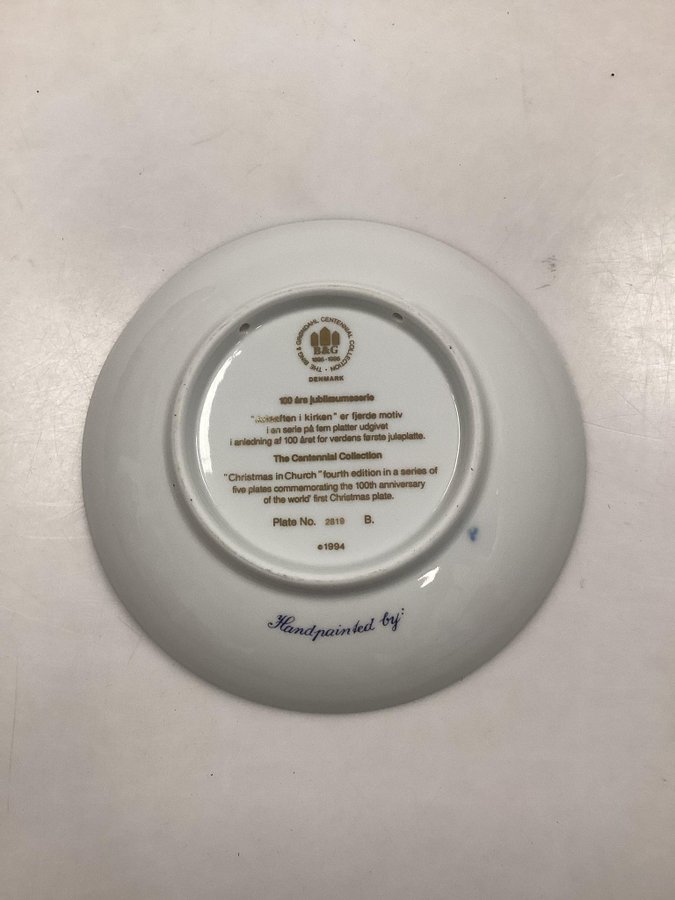 THE BING & GRØNDAHL CENTENNIAL COLLECTION
B&G
1895 - 1995
DENMARK
100 års jubilæumsserie
"Juleaften i kirken" er fjerde motiv
i en serie på fem platter udgivet
i anledning af 100 året for verdens første juleplatte.
The Centennial Collection
"Christmas in Church" fourth edition in a series of
five plates commemorating the 100th anniversary
of the world' first Christmas plate.
Plate No. 2819 B.
©1994
Handpainted by: